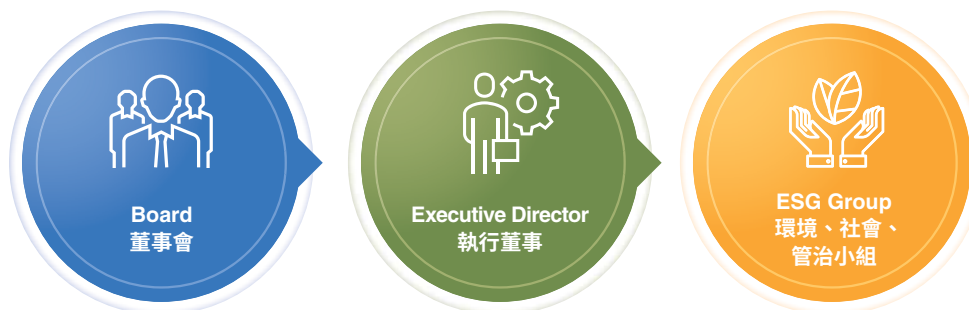 Board
董事會
Executive Director
執行董事
ESG Group
環境、社會、
管治小組